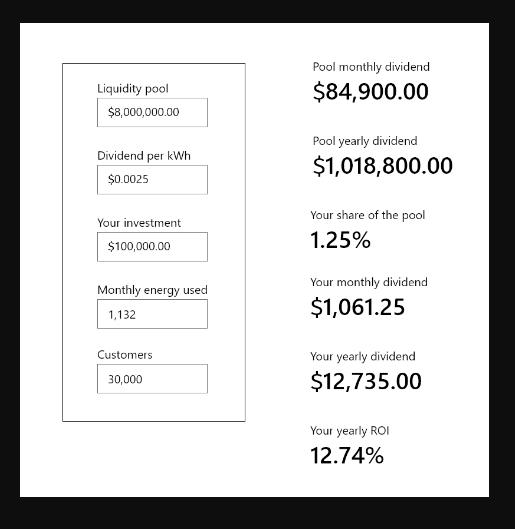 Liquidity pool
$8,000,000.00
Dividend per kWh
$0.0025
Your investment
$100,000.00
Monthly energy used
1,132
Customers
30,000
Pool monthly dividend
$84,900.00
Pool yearly dividend
$1,018,800.00
Your share of the pool
1.25%
Your monthly dividend
$1,061.25
Your yearly dividend
$12,735.00
Your yearly ROI
12.74%